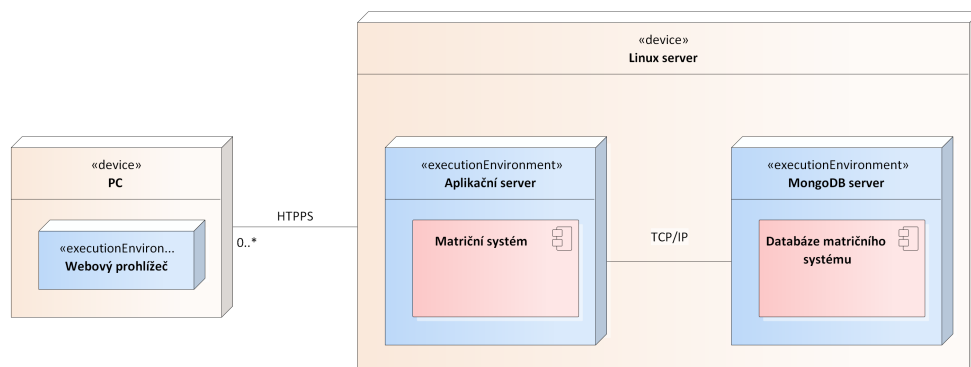 «device»
Linux server
«device»
PC
«executionEnviron...
Webový prohlížeč
HTPPS
0..*
«executionEnvironment»
Aplikační server
Matriční systém
TCP/IP
«executionEnvironment»
MongoDB server
Databáze matričního
systému